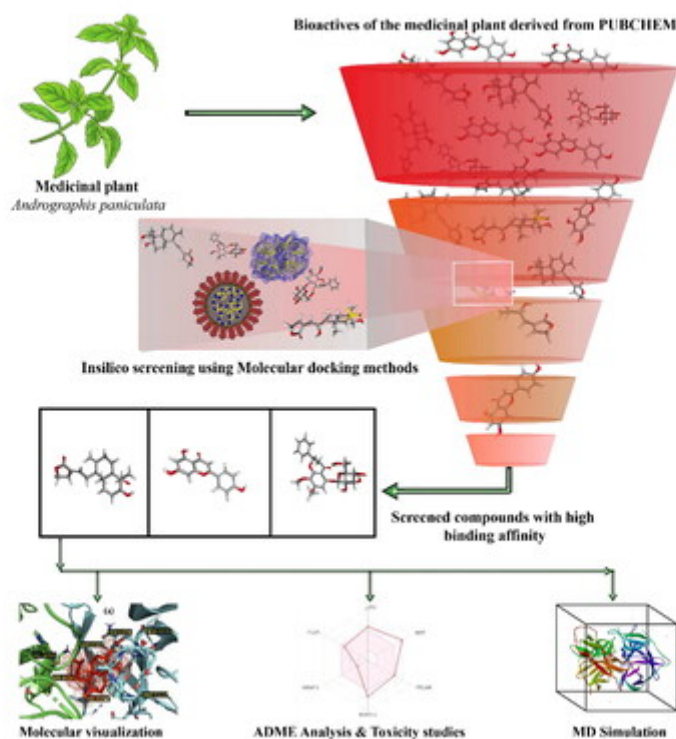 Bioactives of the medicinal plant derived from PUBCHEM
Medicinal plant
Andrographis paniculata
Insilico screening using Molecular docking methods
Screened compounds with high
binding affinity
(a)
Molecular visualization
ADME Analysis & Toxicity studies
MD Simulation